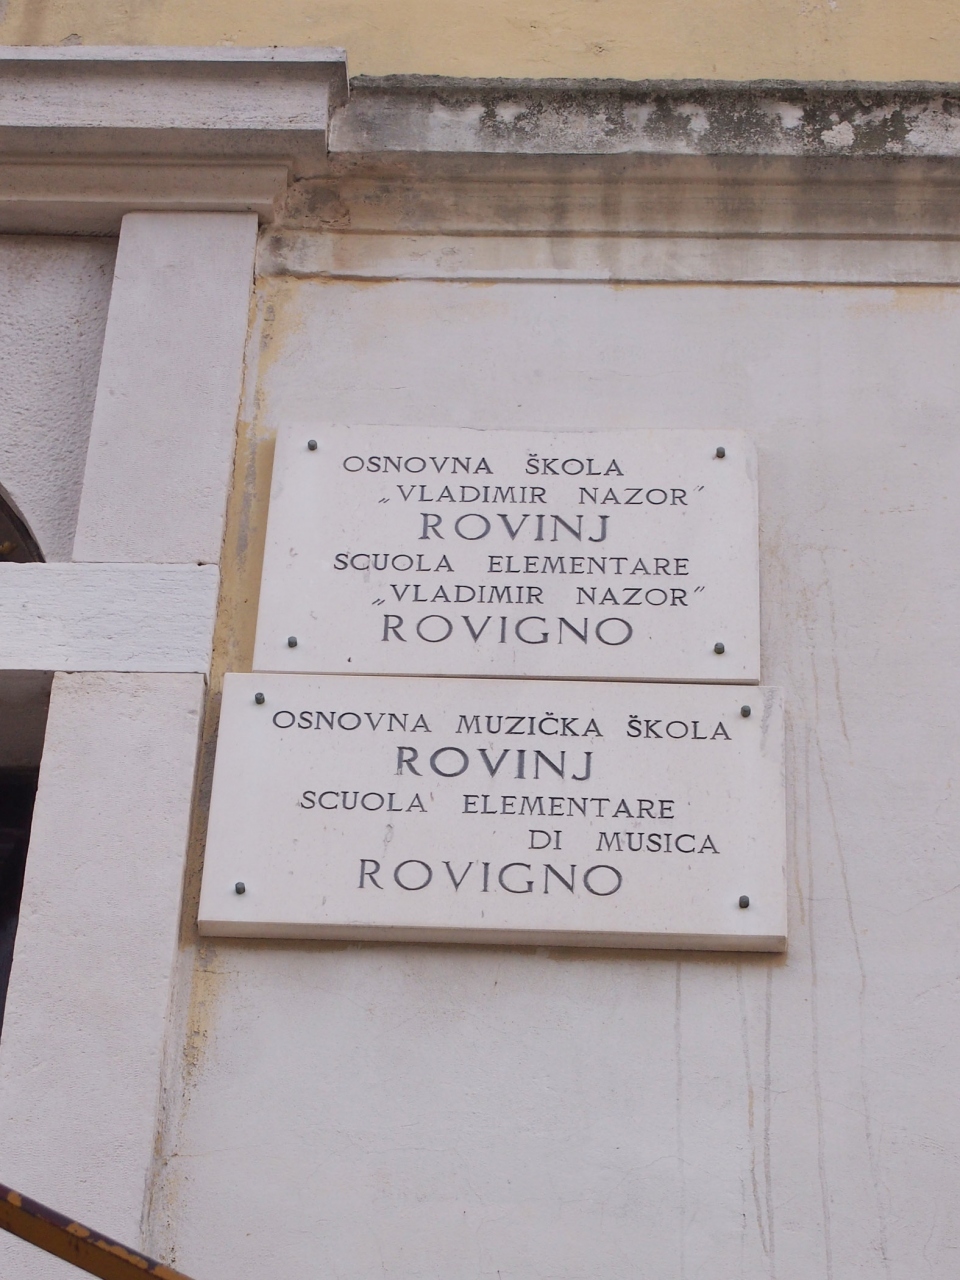 OSNOVNA ŠKOLA
„VLADIMIR NAZOR”
ROVINJ
SCUOLA ELEMENTARE
„VLADIMIR NAZOR”
ROVIGNO
OSNOVNA MUZIČKA ŠKOLA
ROVINJ
SCUOLA ELEMENTARE
DI MUSICA
ROVIGNO